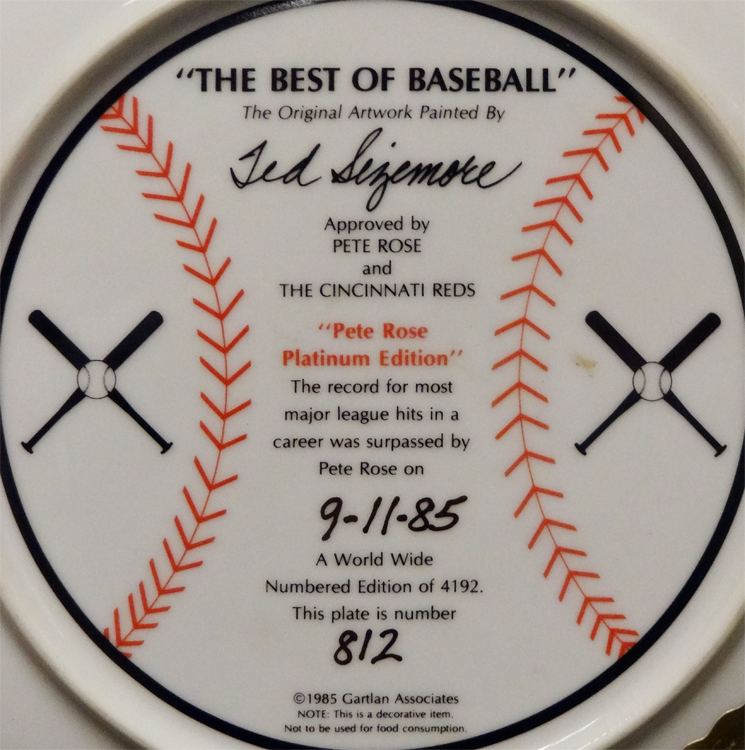 “THE BEST OF BASEBALL”
The Original Artwork Painted By
Ted Sizemore
Approved by
PETE ROSE
and
THE CINCINNATI REDS
“Pete Rose
Platinum Edition”
The record for most
major league hits in a
career was surpassed by
Pete Rose on
9-11-85
A World Wide
Numbered Edition of 4192.
This plate is number
812
©1985 Gartlan Associates
NOTE: This is a decorative item.
Not to be used for food consumption.